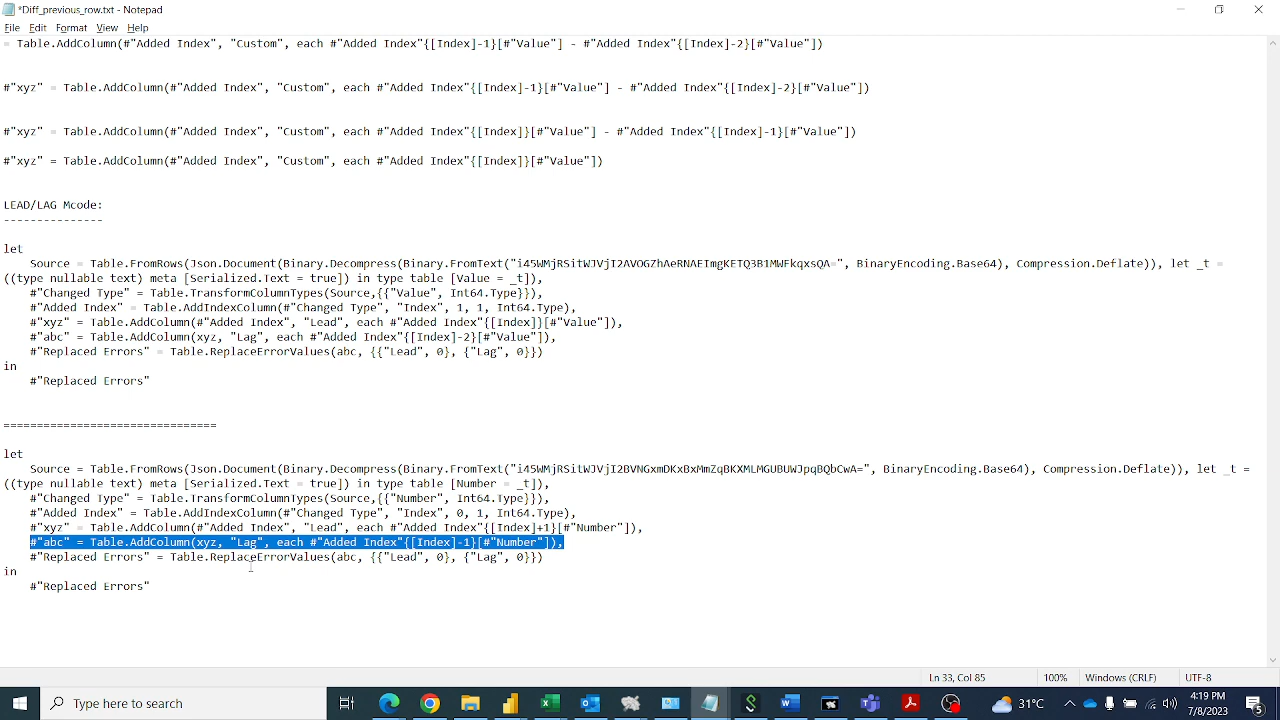 *Diff_previous_row.txt - Notepad
File Edit Format View Help
= Table.AddColumn(#"Added Index", "Custom", each #"Added Index"{[Index]-1}[#"Value"] - #"Added Index"{[Index]-2}[#"Value"])
#"xyz" = Table.AddColumn(#"Added Index", "Custom", each #"Added Index"{[Index]-1}[#"Value"] - #"Added Index"{[Index]-2}[#"Value"])
#"xyz" = Table.AddColumn(#"Added Index", "Custom", each #"Added Index"{[Index]}[#"Value"] - #"Added Index"{[Index]-1}[#"Value"])
#"xyz" = Table.AddColumn(#"Added Index", "Custom", each #"Added Index"{[Index]}[#"Value"])
LEAD/LAG Mcode:
---------------
let
Source = Table.FromRows(Json.Document(Binary.Decompress(Binary.FromText("i45WMjRSitWJVjI2AVOGZhAeRNAEImgKETQ3B1MWFkqxsQA=", BinaryEncoding.Base64), Compression.Deflate)), let _t =
((type nullable text) meta [Serialized.Text = true]) in type table [Value = _t]),
#"Changed Type" = Table.TransformColumnTypes(Source,{{"Value", Int64.Type}}),
#"Added Index" = Table.AddIndexColumn(#"Changed Type", "Index", 1, 1, Int64.Type),
#"xyz" = Table.AddColumn(#"Added Index", "Lead", each #"Added Index"{[Index]}[#"Value"]),
#"abc" = Table.AddColumn(xyz, "Lag", each #"Added Index"{[Index]-2}[#"Value"]),
#"Replaced Errors" = Table.ReplaceErrorValues(abc, {{"Lead", 0}, {"Lag", 0}})
in
#"Replaced Errors"
================================
let
Source = Table.FromRows(Json.Document(Binary.Decompress(Binary.FromText("i45WMjRSitWJVjI2BVNGxmDKxBxMmZqBKXMLMGUBUWJpqBQbCwA=", BinaryEncoding.Base64), Compression.Deflate)), let _t =
((type nullable text) meta [Serialized.Text = true]) in type table [Number = _t]),
#"Changed Type" = Table.TransformColumnTypes(Source,{{"Number", Int64.Type}}),
#"Added Index" = Table.AddIndexColumn(#"Changed Type", "Index", 0, 1, Int64.Type),
#"xyz" = Table.AddColumn(#"Added Index", "Lead", each #"Added Index"{[Index]+1}[#"Number"]),
#"abc" = Table.AddColumn(xyz, "Lag", each #"Added Index"{[Index]-1}[#"Number"]),
#"Replaced Errors" = Table.ReplaceErrorValues(abc, {{"Lead", 0}, {"Lag", 0}})
in
#"Replaced Errors"
Ln 33, Col 85 100% Windows (CRLF) UTF-8
Type here to search
31°C
4:19 PM
7/8/2023